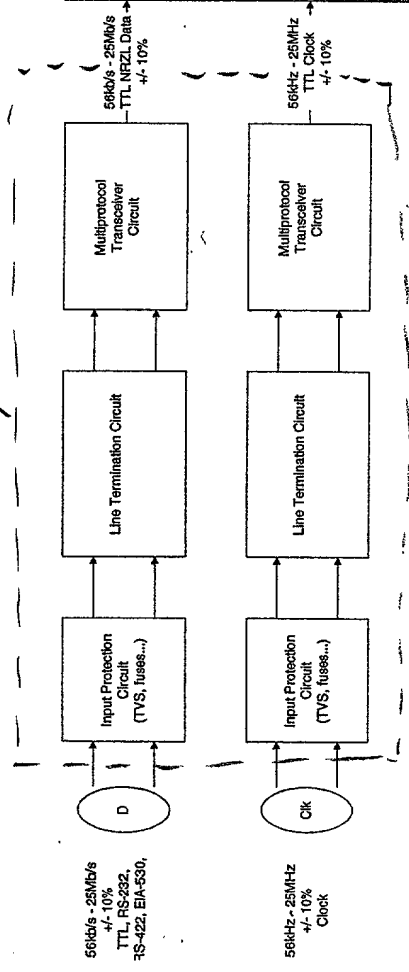 56kb/s - 25Mb/s
+/- 10%
TTL, RS-232,
RS-422, EIA-530,
D
Input Protection
Circuit
(TVS, fuses...)
Line Termination Circuit
Multiprotocol
Transceiver
Circuit
56kb/s - 25Mb/s
TTL NRZL Data
+/- 10%
56kHz - 25MHz
+/- 10%
Clock
Clk
Input Protection
Circuit
(TVS, fuses...)
Line Termination Circuit
Multiprotocol
Transceiver
Circuit
56kHz - 25MHz
TTL Clock
+/- 10%